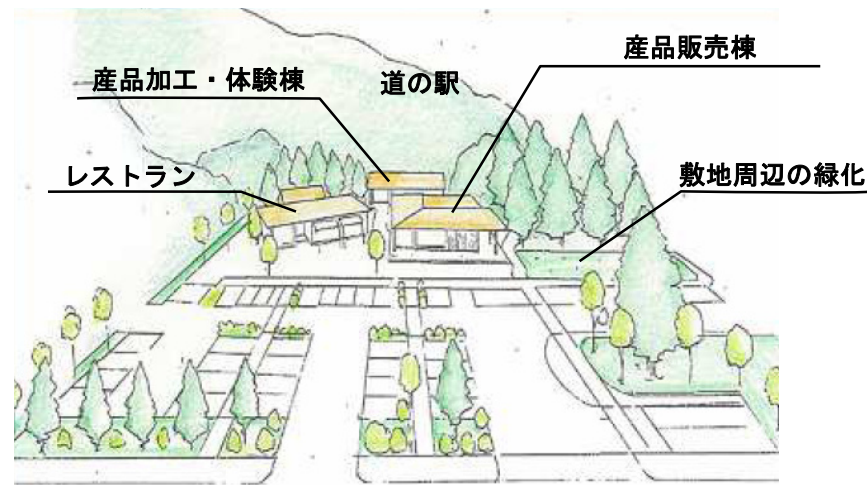 産品販売棟
産品加工・体験棟
道の駅
レストラン
敷地周辺の緑化